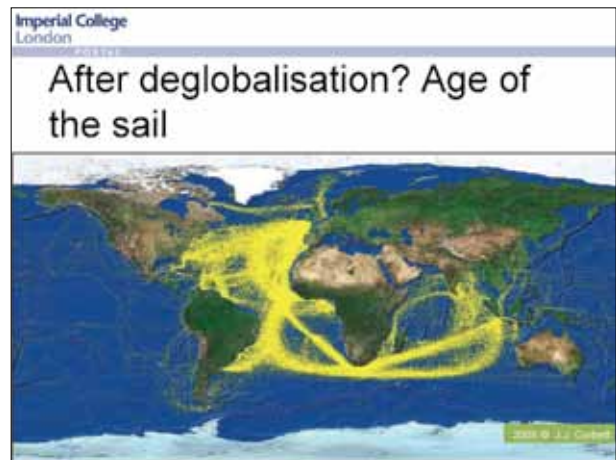 Imperial College
London
After deglobalisation? Age of
the sail
© J.J.